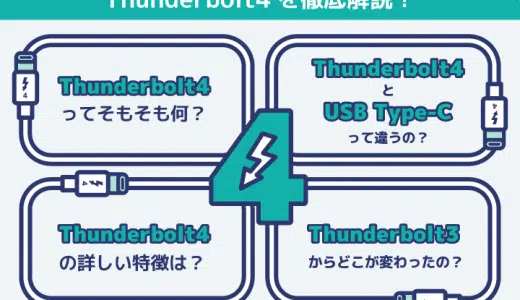 Thunderbolt4 を徹底解説！
Thunderbolt4
ってそもそも何？
Thunderbolt4
と
USB Type-C
って違うの？
4
Thunderbolt4
の詳しい特徴は？
Thunderbolt3
からどこが変わったの？